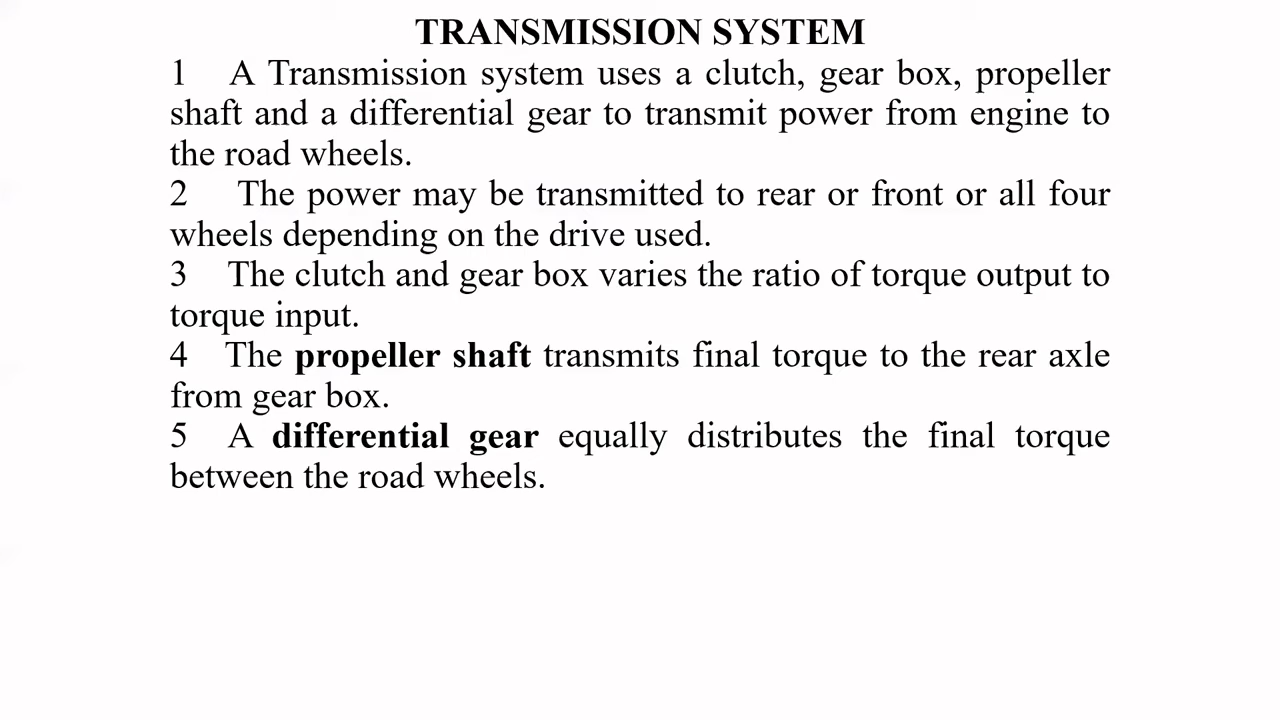 TRANSMISSION SYSTEM
1 A Transmission system uses a clutch, gear box, propeller
shaft and a differential gear to transmit power from engine to
the road wheels.
2 The power may be transmitted to rear or front or all four
wheels depending on the drive used.
3 The clutch and gear box varies the ratio of torque output to
torque input.
4 The propeller shaft transmits final torque to the rear axle
from gear box.
5 A differential gear equally distributes the final torque
between the road wheels.